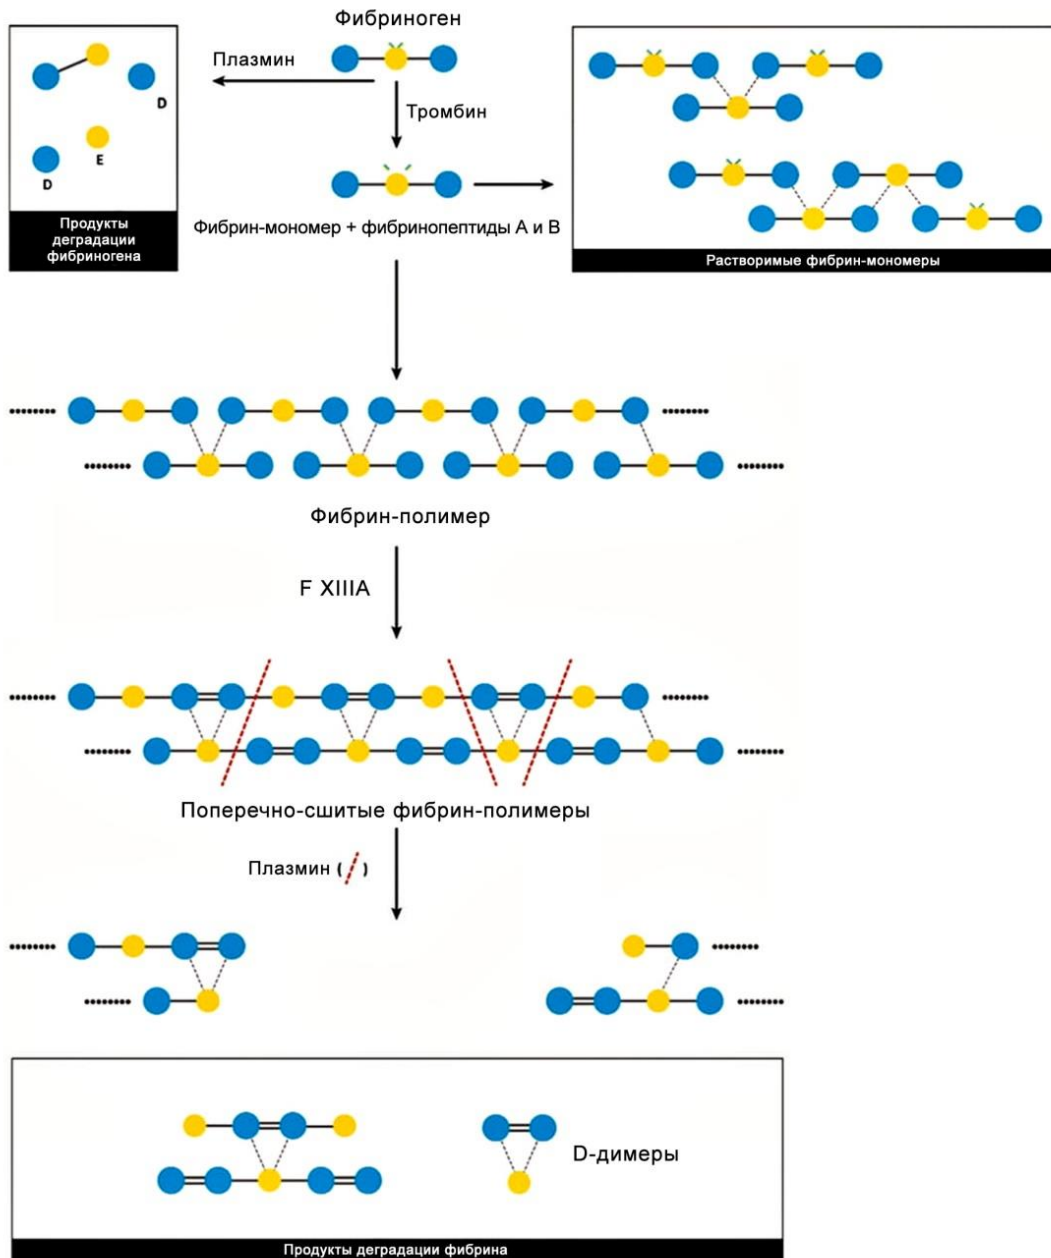 Фибриноген
Плазмин
Тромбин
D
E
D
Продукты
деградации
фибриногена
Фибрин-мономер + фибринопептиды А и В
Растворимые фибрин-мономеры
Фибрин-полимер
F XIIIA
Поперечно-сшитые фибрин-полимеры
Плазмин ( )
D-димеры
Продукты деградации фибрина